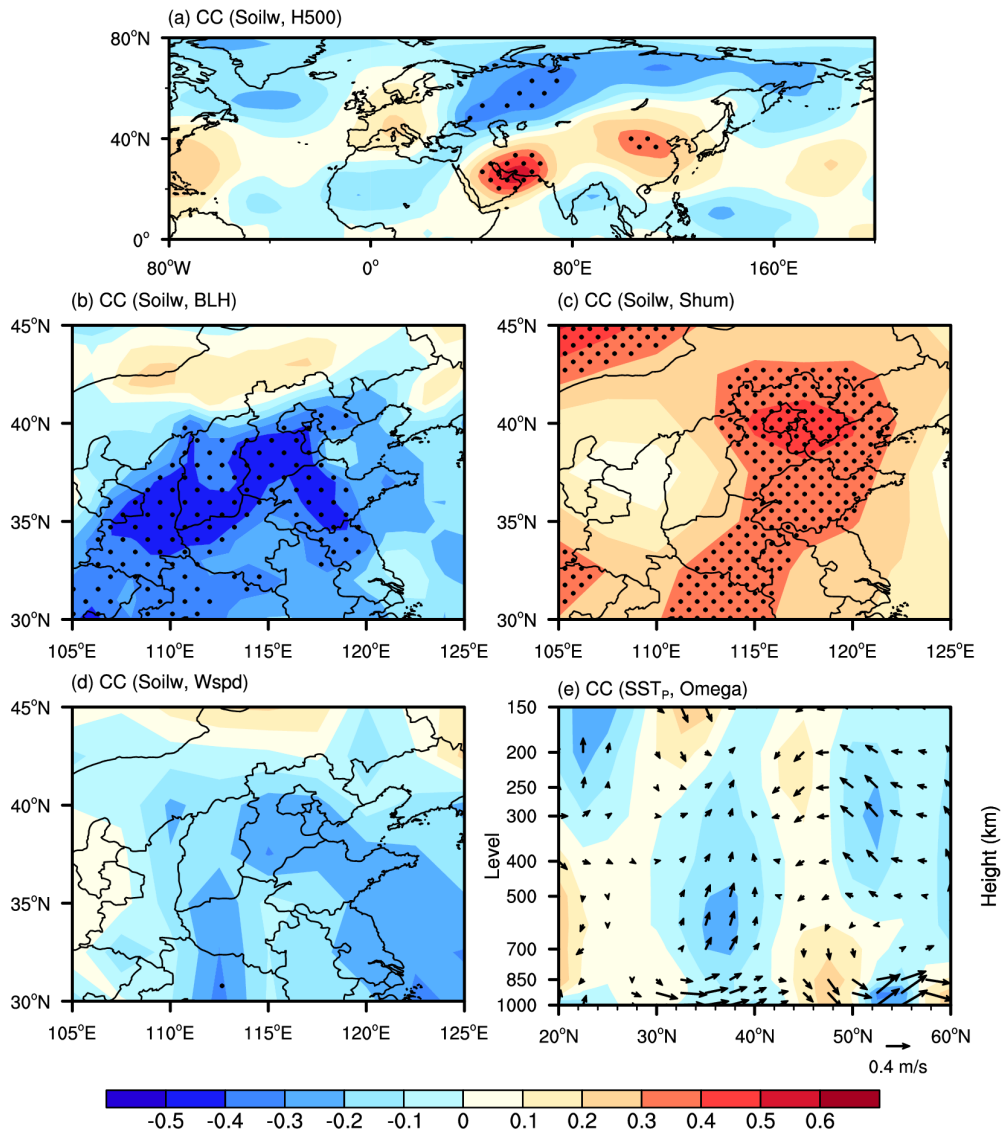 (a) CC (Soilw, H500)
80°N
40°N
0°
80°W 0° 80°E 160°E
(b) CC (Soilw, BLH)
45°N
40°N
35°N
30°N
105°E 110°E 115°E 120°E 125°E
(c) CC (Soilw, Shum)
45°N
40°N
35°N
30°N
105°E 110°E 115°E 120°E 125°E
(d) CC (Soilw, Wspd)
45°N
40°N
35°N
30°N
105°E 110°E 115°E 120°E 125°E
(e) CC (SSTP, Omega)
Level
150
200
250
300
400
500
700
850
1000
Height (km)
20°N 30°N 40°N 50°N 60°N
0.4 m/s
-0.5 -0.4 -0.3 -0.2 -0.1 0 0.1 0.2 0.3 0.4 0.5 0.6